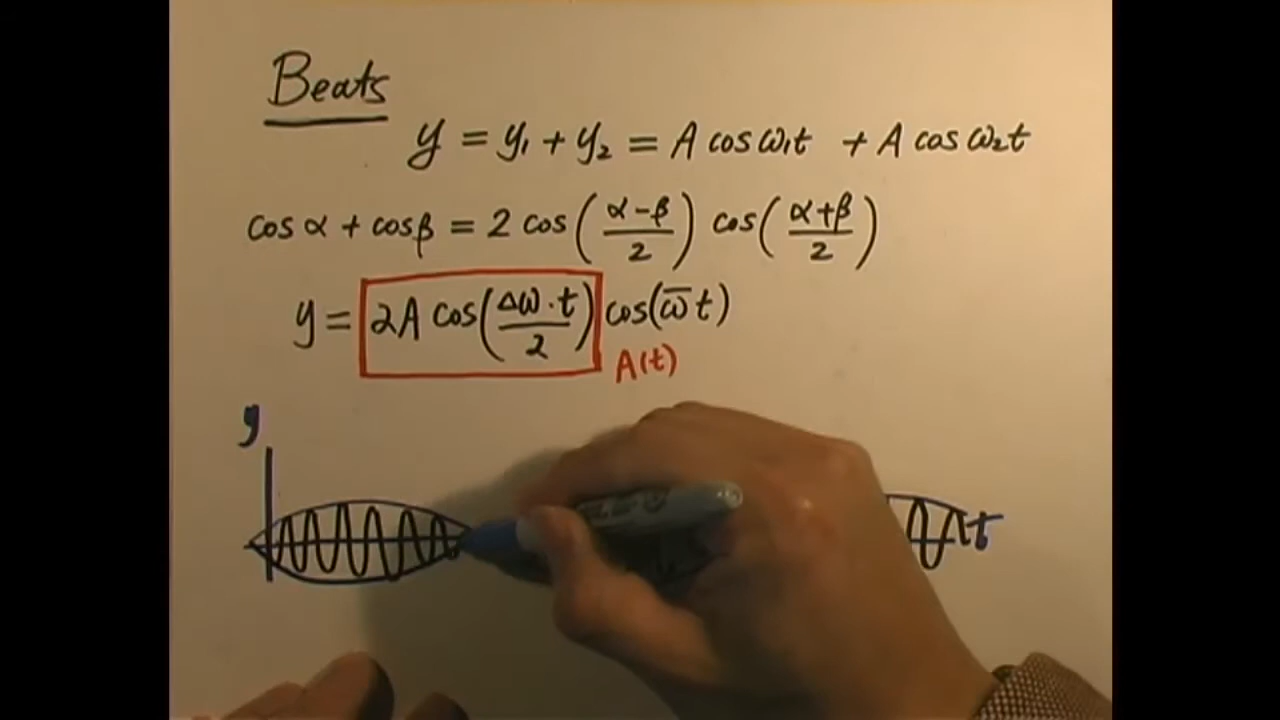 Beats
y = y₁ + y₂ = A cos ω₁t + A cos ω₂t
cos α + cos β = 2 cos((α-β)/2) cos((α+β)/2)
y = 2A cos((Δω·t)/2) cos(ω̅t)
A(t)
y
t